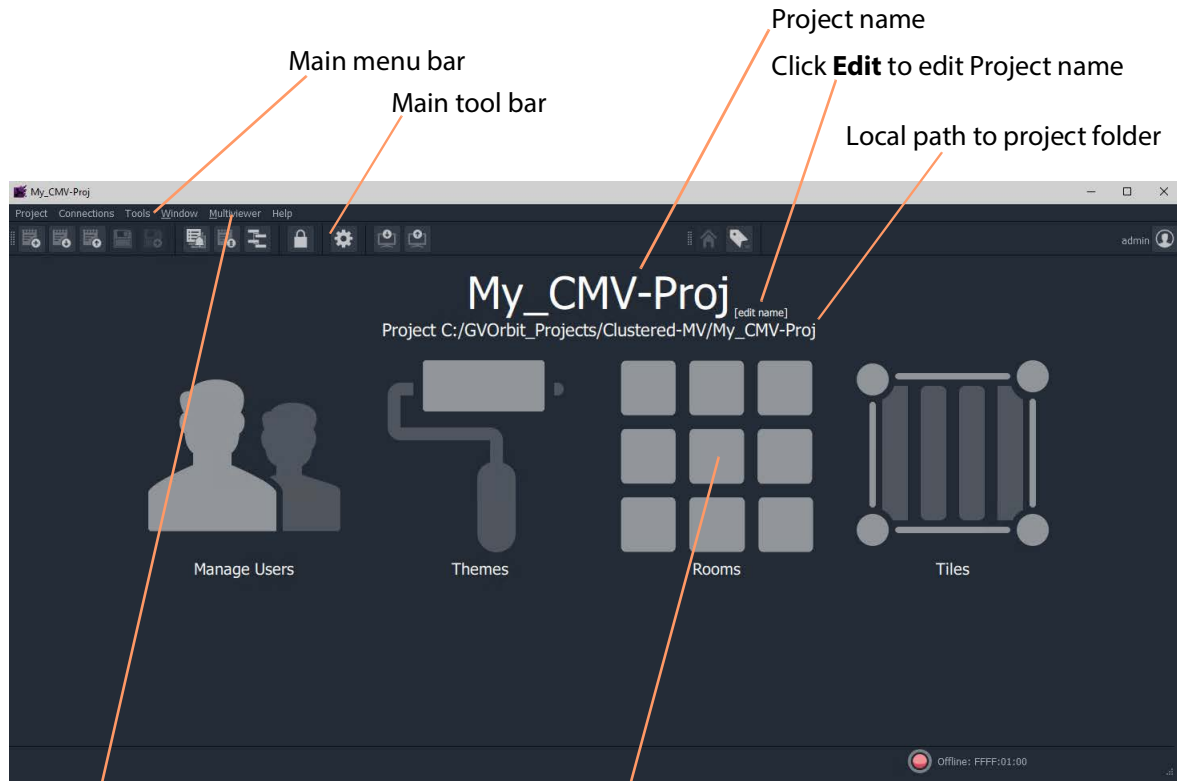 Project name
Main menu bar
Click Edit to edit Project name
Main tool bar
Local path to project folder
My_CMV-Proj
Project Connections Tools Window Multiviewer Help
admin
My_CMV-Proj
[edit name]
Project C:/GVOrbit_Projects/Clustered-MV/My_CMV-Proj
Manage Users Themes Rooms Tiles
Offline: FFFF:01:00